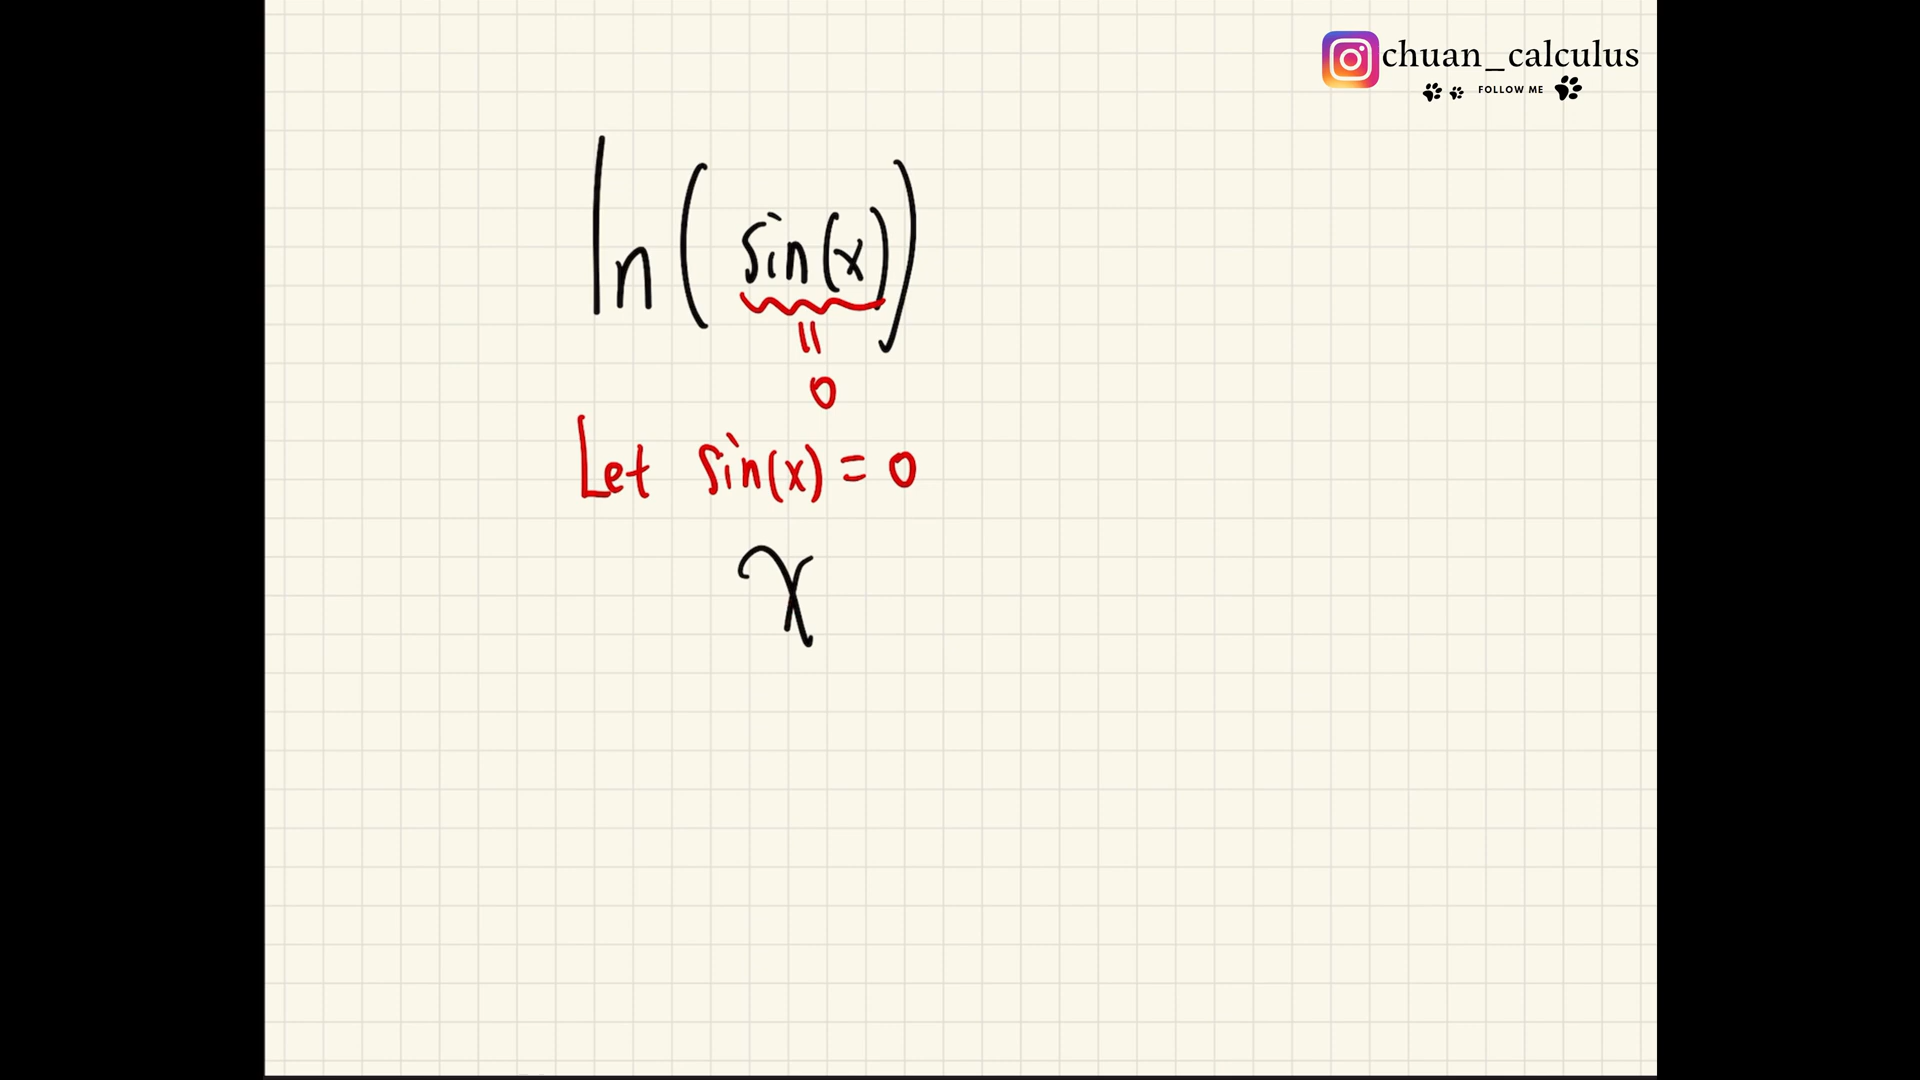 chuan_calculus
FOLLOW ME
ln(sin(x))
=
0
Let sin(x) = 0
x